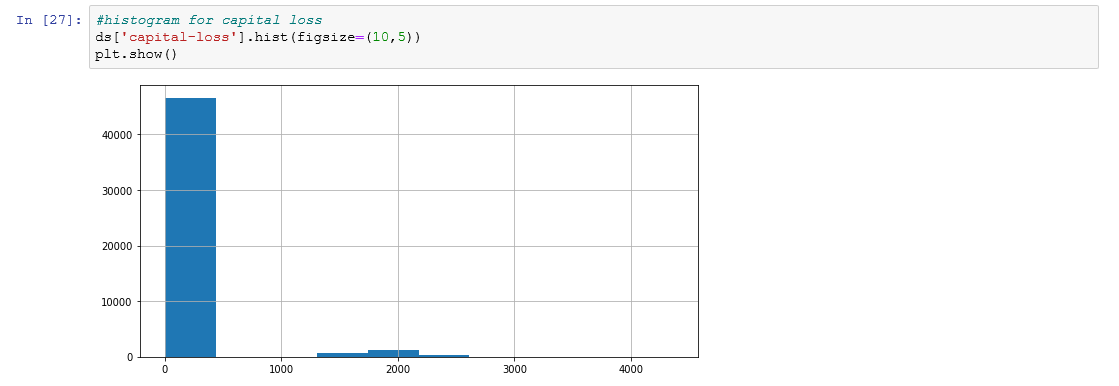 In [27]: #histogram for capital loss
ds['capital-loss'].hist(figsize=(10,5))
plt.show()
40000
30000
20000
10000
0
0 1000 2000 3000 4000